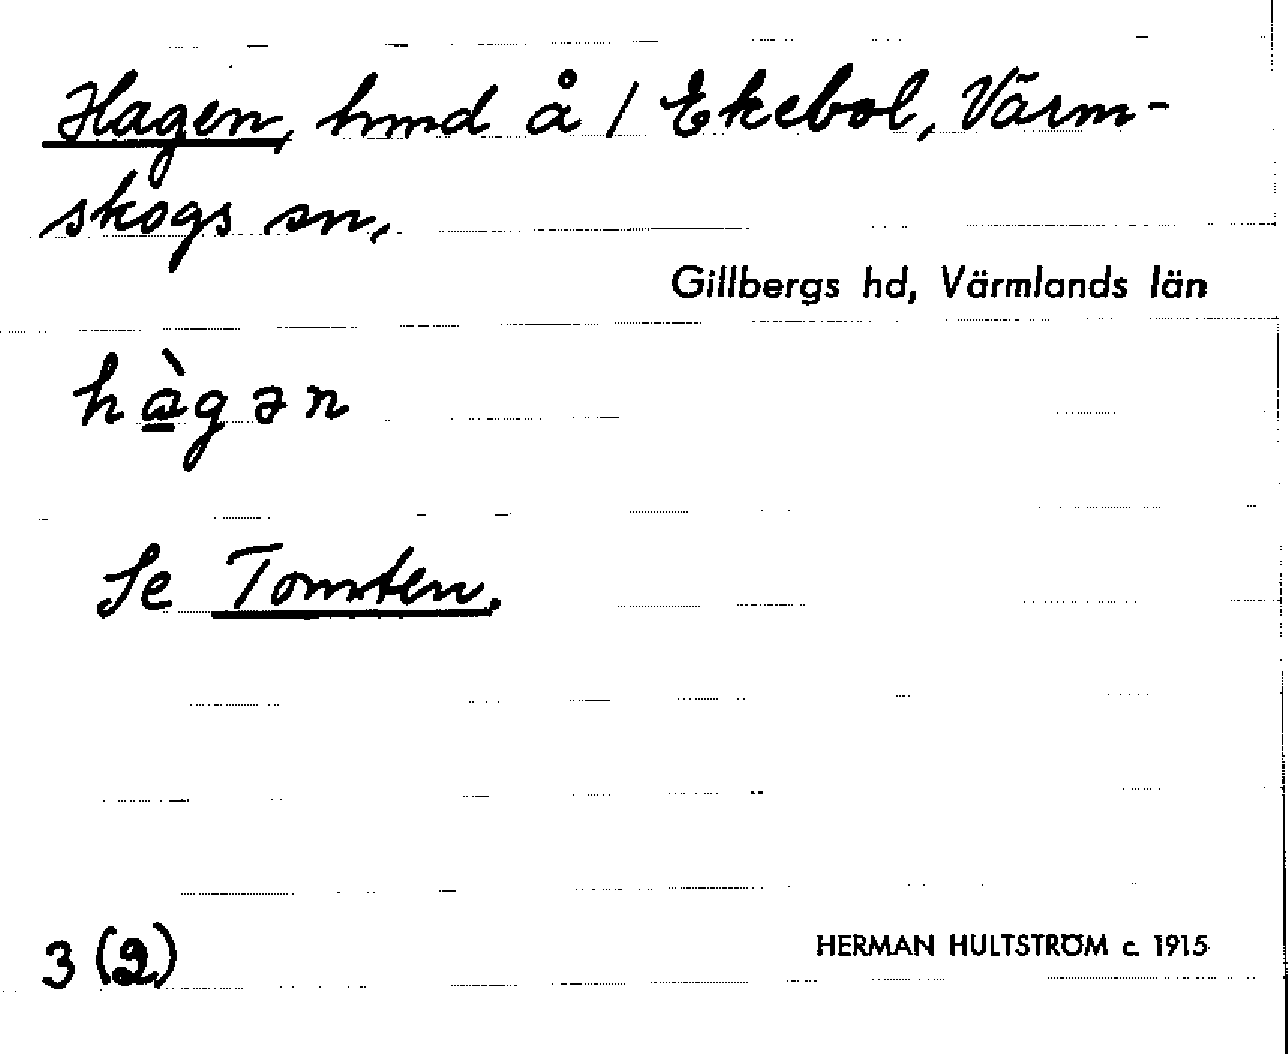 Hagen, hmd å 1 Ekebol, Värm-
skogs sn,
Gillbergs hd, Värmlands län
hàgən
Se Tomten.
3 (2)
HERMAN HULTSTRÖM c. 1915